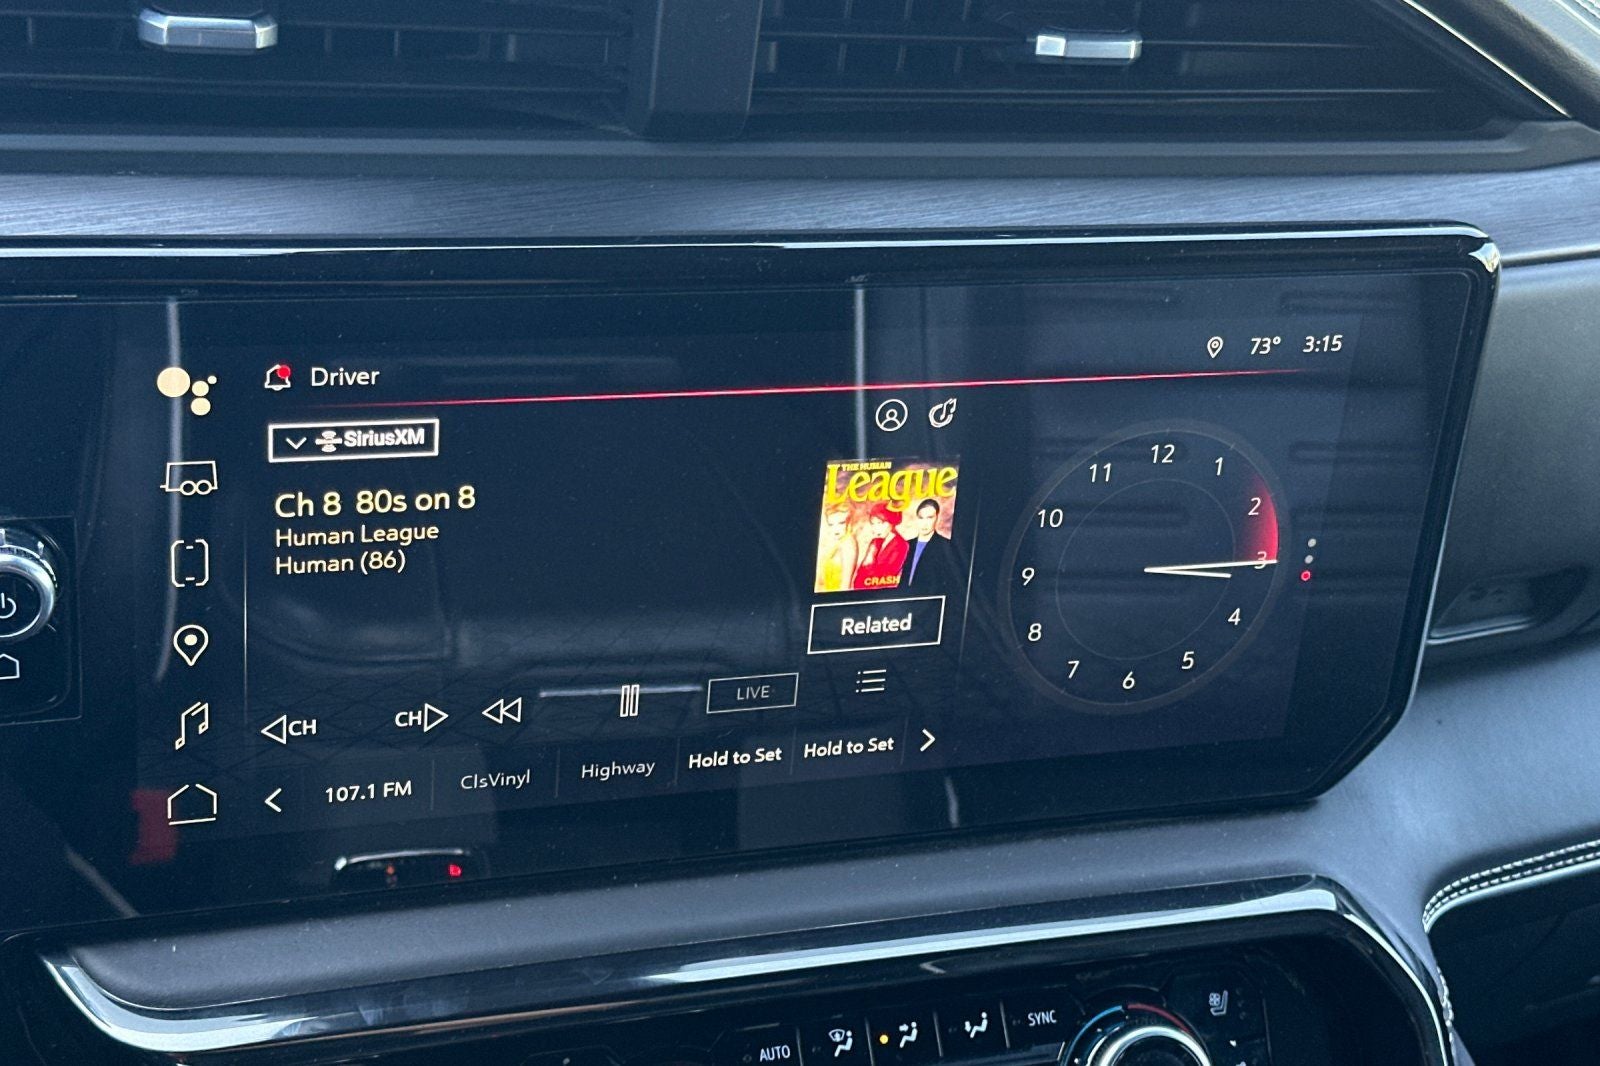 73° 3:15
Driver
SiriusXM
Ch 8 80s on 8
Human League
Human (86)
THE HUMAN
League
CRASH
Related
12
1
2
3
4
5
6
7
8
9
10
11
CH
CH
LIVE
107.1 FM
ClsVinyl
Highway
Hold to Set
Hold to Set
AUTO
SYNC